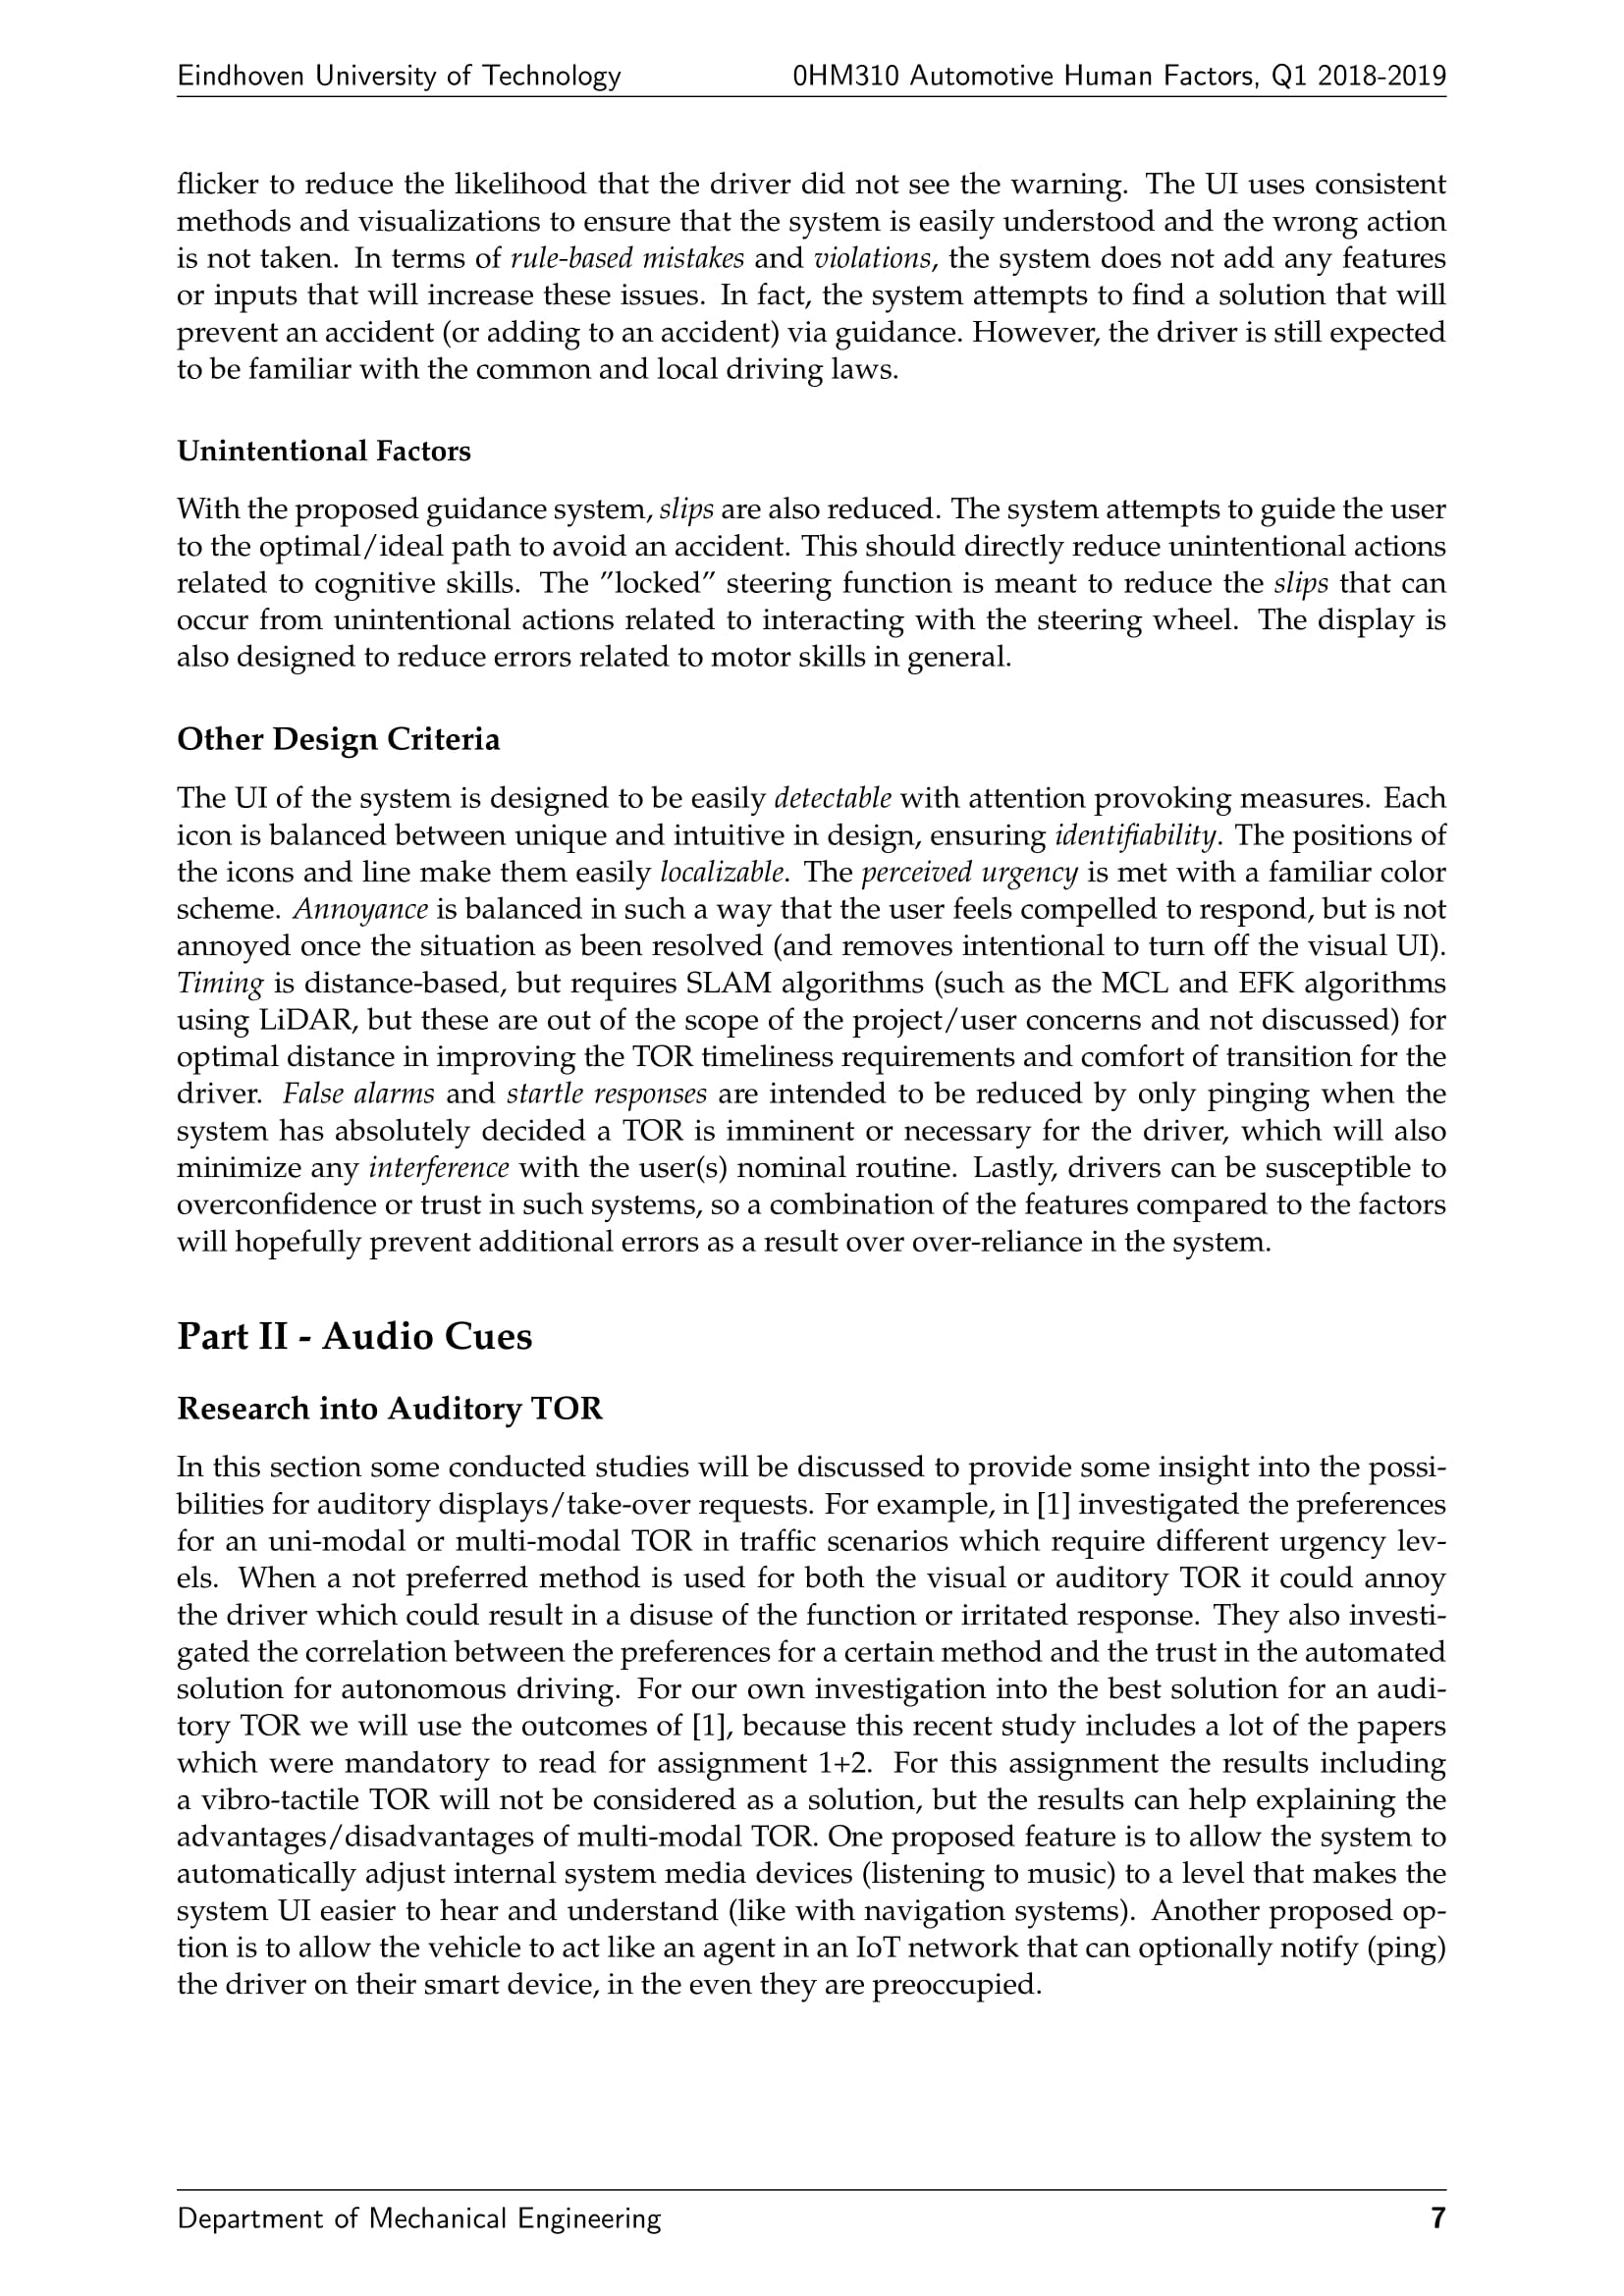 Eindhoven University of Technology 0HM310 Automotive Human Factors, Q1 2018-2019
flicker to reduce the likelihood that the driver did not see the warning. The UI uses consistent
methods and visualizations to ensure that the system is easily understood and the wrong action
is not taken. In terms of rule-based mistakes and violations, the system does not add any features
or inputs that will increase these issues. In fact, the system attempts to find a solution that will
prevent an accident (or adding to an accident) via guidance. However, the driver is still expected
to be familiar with the common and local driving laws.
Unintentional Factors
With the proposed guidance system, slips are also reduced. The system attempts to guide the user
to the optimal/ideal path to avoid an accident. This should directly reduce unintentional actions
related to cognitive skills. The ”locked” steering function is meant to reduce the slips that can
occur from unintentional actions related to interacting with the steering wheel. The display is
also designed to reduce errors related to motor skills in general.
Other Design Criteria
The UI of the system is designed to be easily detectable with attention provoking measures. Each
icon is balanced between unique and intuitive in design, ensuring identifiability. The positions of
the icons and line make them easily localizable. The perceived urgency is met with a familiar color
scheme. Annoyance is balanced in such a way that the user feels compelled to respond, but is not
annoyed once the situation as been resolved (and removes intentional to turn off the visual UI).
Timing is distance-based, but requires SLAM algorithms (such as the MCL and EFK algorithms
using LiDAR, but these are out of the scope of the project/user concerns and not discussed) for
optimal distance in improving the TOR timeliness requirements and comfort of transition for the
driver. False alarms and startle responses are intended to be reduced by only pinging when the
system has absolutely decided a TOR is imminent or necessary for the driver, which will also
minimize any interference with the user(s) nominal routine. Lastly, drivers can be susceptible to
overconfidence or trust in such systems, so a combination of the features compared to the factors
will hopefully prevent additional errors as a result over over-reliance in the system.
Part II - Audio Cues
Research into Auditory TOR
In this section some conducted studies will be discussed to provide some insight into the possi-
bilities for auditory displays/take-over requests. For example, in [1] investigated the preferences
for an uni-modal or multi-modal TOR in traffic scenarios which require different urgency lev-
els. When a not preferred method is used for both the visual or auditory TOR it could annoy
the driver which could result in a disuse of the function or irritated response. They also investi-
gated the correlation between the preferences for a certain method and the trust in the automated
solution for autonomous driving. For our own investigation into the best solution for an audi-
tory TOR we will use the outcomes of [1], because this recent study includes a lot of the papers
which were mandatory to read for assignment 1+2. For this assignment the results including
a vibro-tactile TOR will not be considered as a solution, but the results can help explaining the
advantages/disadvantages of multi-modal TOR. One proposed feature is to allow the system to
automatically adjust internal system media devices (listening to music) to a level that makes the
system UI easier to hear and understand (like with navigation systems). Another proposed op-
tion is to allow the vehicle to act like an agent in an IoT network that can optionally notify (ping)
the driver on their smart device, in the even they are preoccupied.
Department of Mechanical Engineering 7